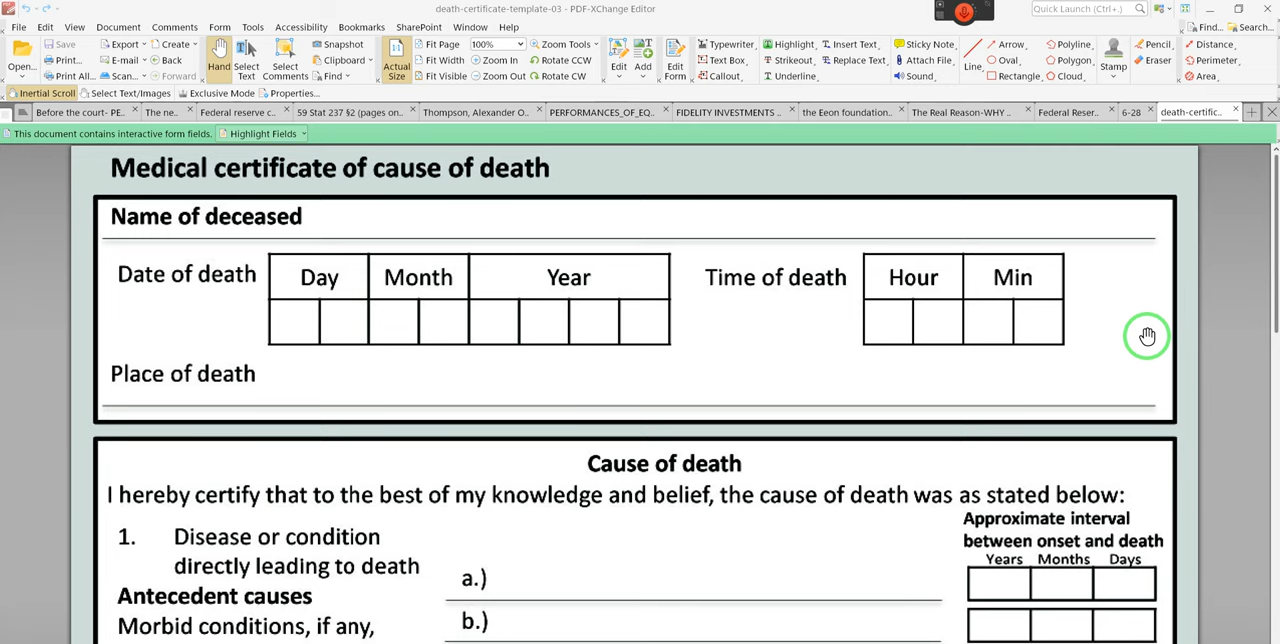 death-certificate-template-03 - PDF-XChange Editor
Quick Launch (Ctrl+.)
File Edit View Document Comments Form Tools Accessibility Bookmarks SharePoint Window Help
Find... Search...
Open... Save Export Create Hand Select Text Select Comments Snapshot Actual Size Fit Page 100% Zoom Tools Edit Add Edit Form Typewriter Highlight Insert Text Sticky Note Line Arrow Polyline Stamp Pencil Distance
Print... E-mail Back Clipboard Fit Width Zoom In Rotate CCW Text Box Strikeout Replace Text Attach File Oval Polygon Eraser Perimeter
Print All... Scan... Forward Find Fit Visible Zoom Out Rotate CW Callout Underline Sound Rectangle Cloud Area
Inertial Scroll Select Text/Images Exclusive Mode Properties...
Before the court- PE... The ne.. Federal reserve c... 59 Stat 237 §2 (pages on... Thompson, Alexander O... PERFORMANCES_OF_EQ.. FIDELITY INVESTMENTS .. the Eeon foundation.. The Real Reason-WHY .. Federal Reser.. 6-28 death-certific...
This document contains interactive form fields. Highlight Fields
Medical certificate of cause of death
Name of deceased
Date of death Day Month Year Time of death Hour Min
Place of death
Cause of death
I hereby certify that to the best of my knowledge and belief, the cause of death was as stated below:
Approximate interval
between onset and death
Years Months Days
1. Disease or condition
directly leading to death
a.)
Antecedent causes
b.)
Morbid conditions, if any,